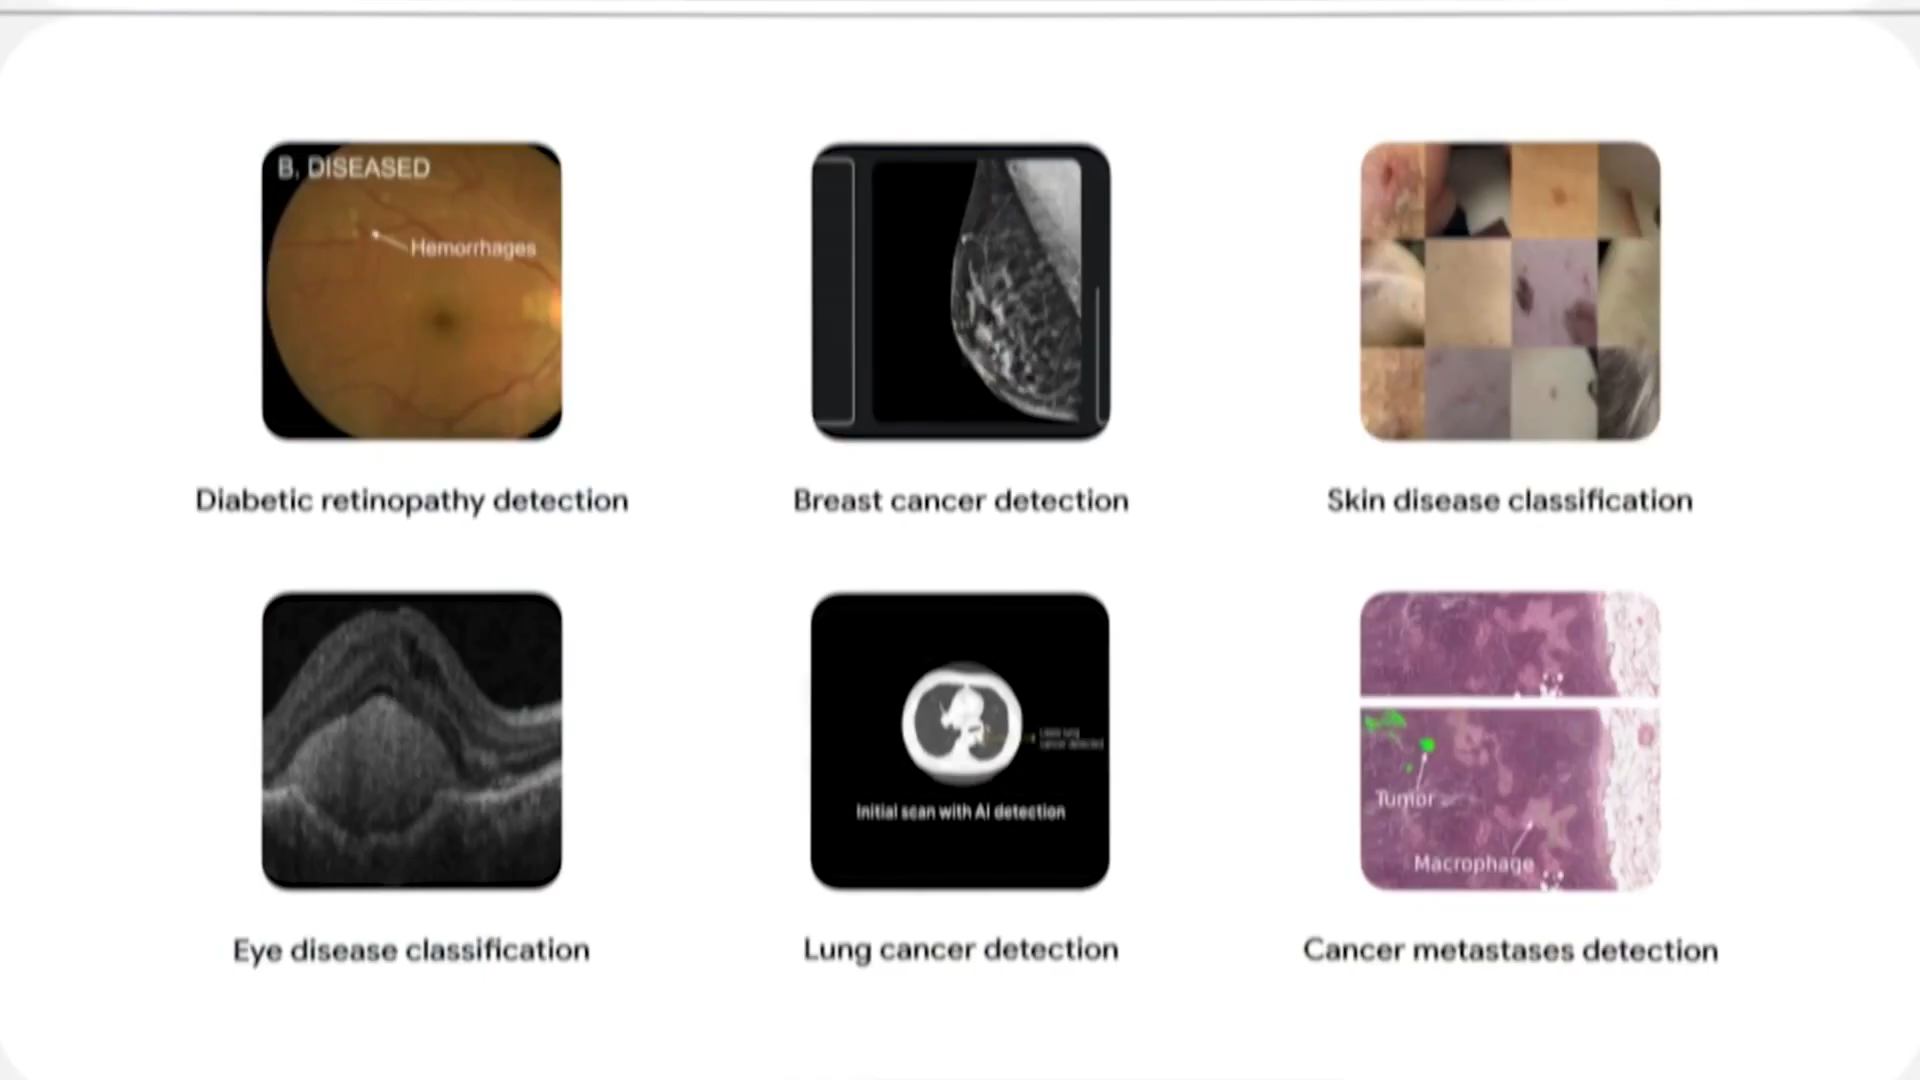 B, DISEASED
Hemorrhages
Diabetic retinopathy detection
Breast cancer detection
Skin disease classification
Initial scan with AI detection
Tumor
Macrophage
Eye disease classification
Lung cancer detection
Cancer metastases detection